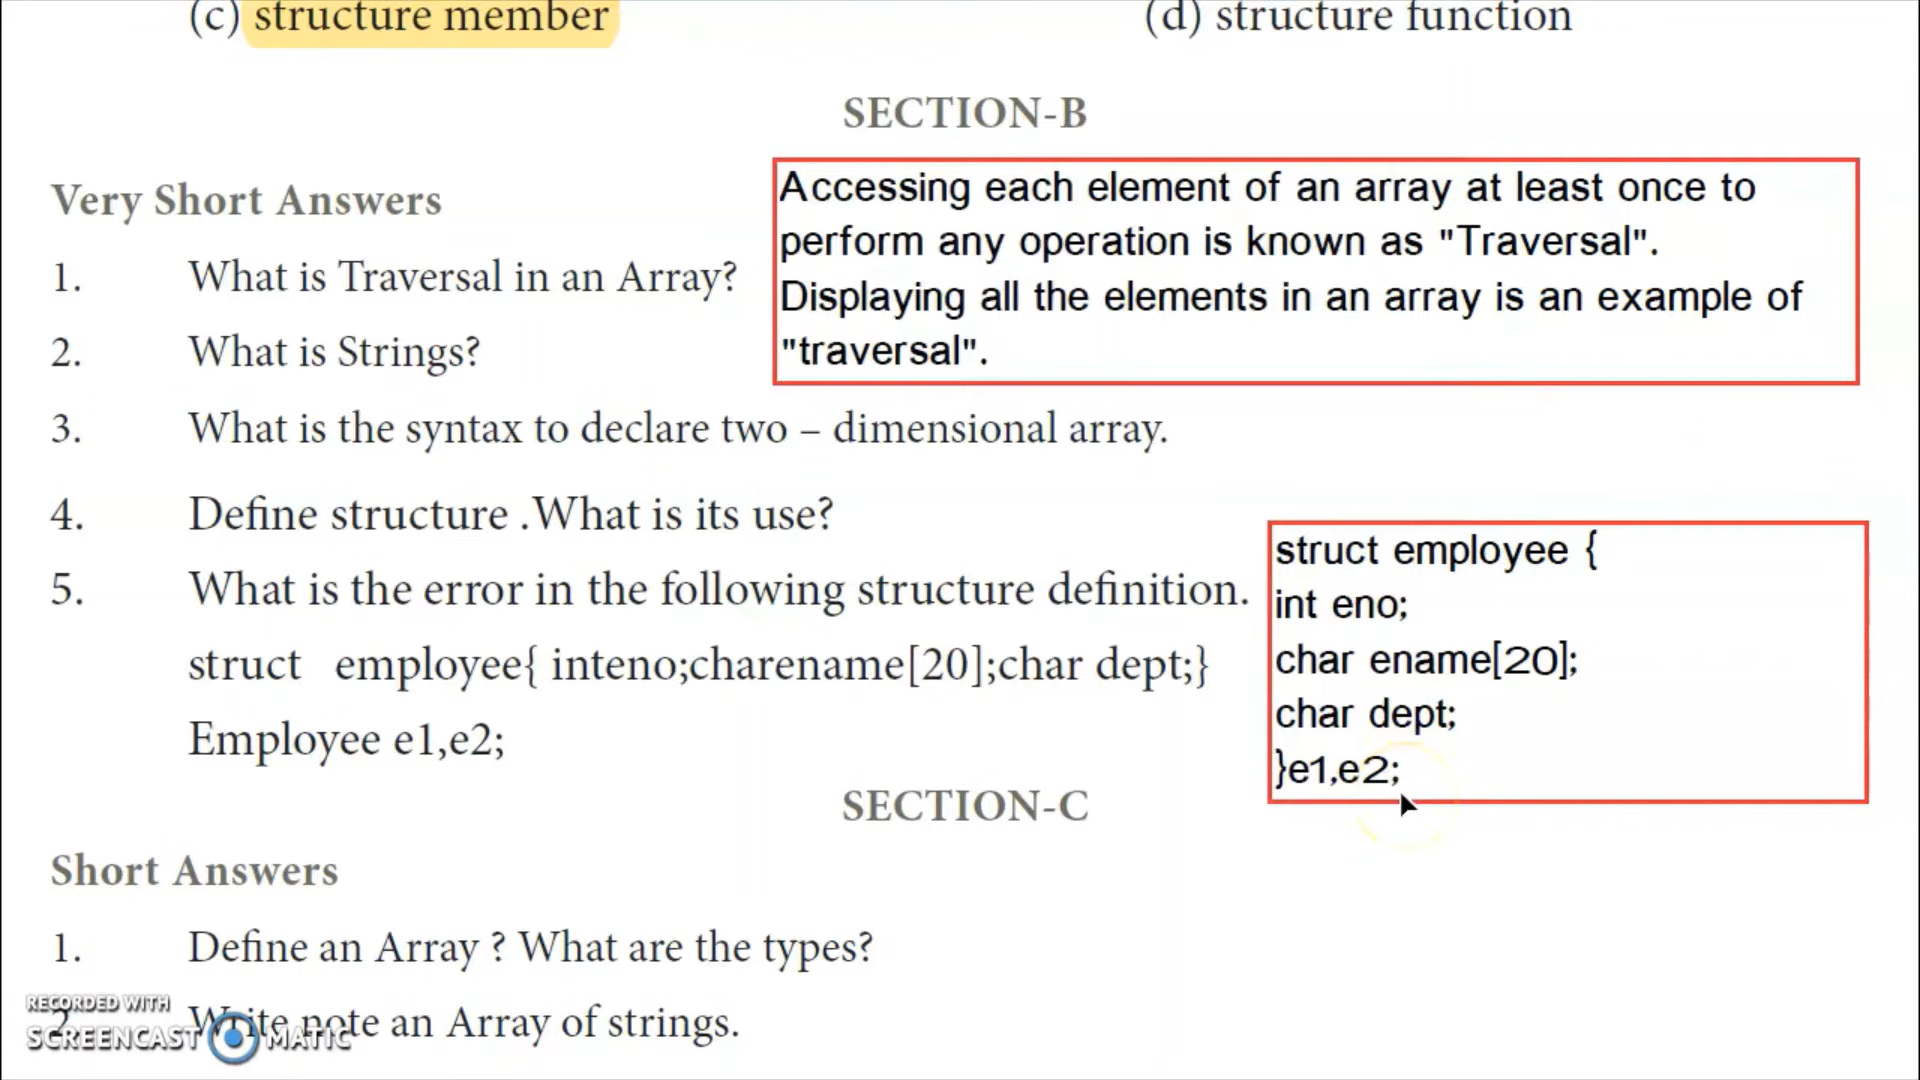 (c) structure member (d) structure function
SECTION-B
Very Short Answers
Accessing each element of an array at least once to
perform any operation is known as "Traversal".
Displaying all the elements in an array is an example of
"traversal".
1. What is Traversal in an Array?
2. What is Strings?
3. What is the syntax to declare two – dimensional array.
4. Define structure .What is its use?
5. What is the error in the following structure definition.
struct employee{ inteno;charename[20];char dept;}
Employee e1,e2;
struct employee {
int eno;
char ename[20];
char dept;
}e1,e2;
SECTION-C
Short Answers
1. Define an Array ? What are the types?
2. Write note an Array of strings.
RECORDED WITH
SCREENCAST MATIC